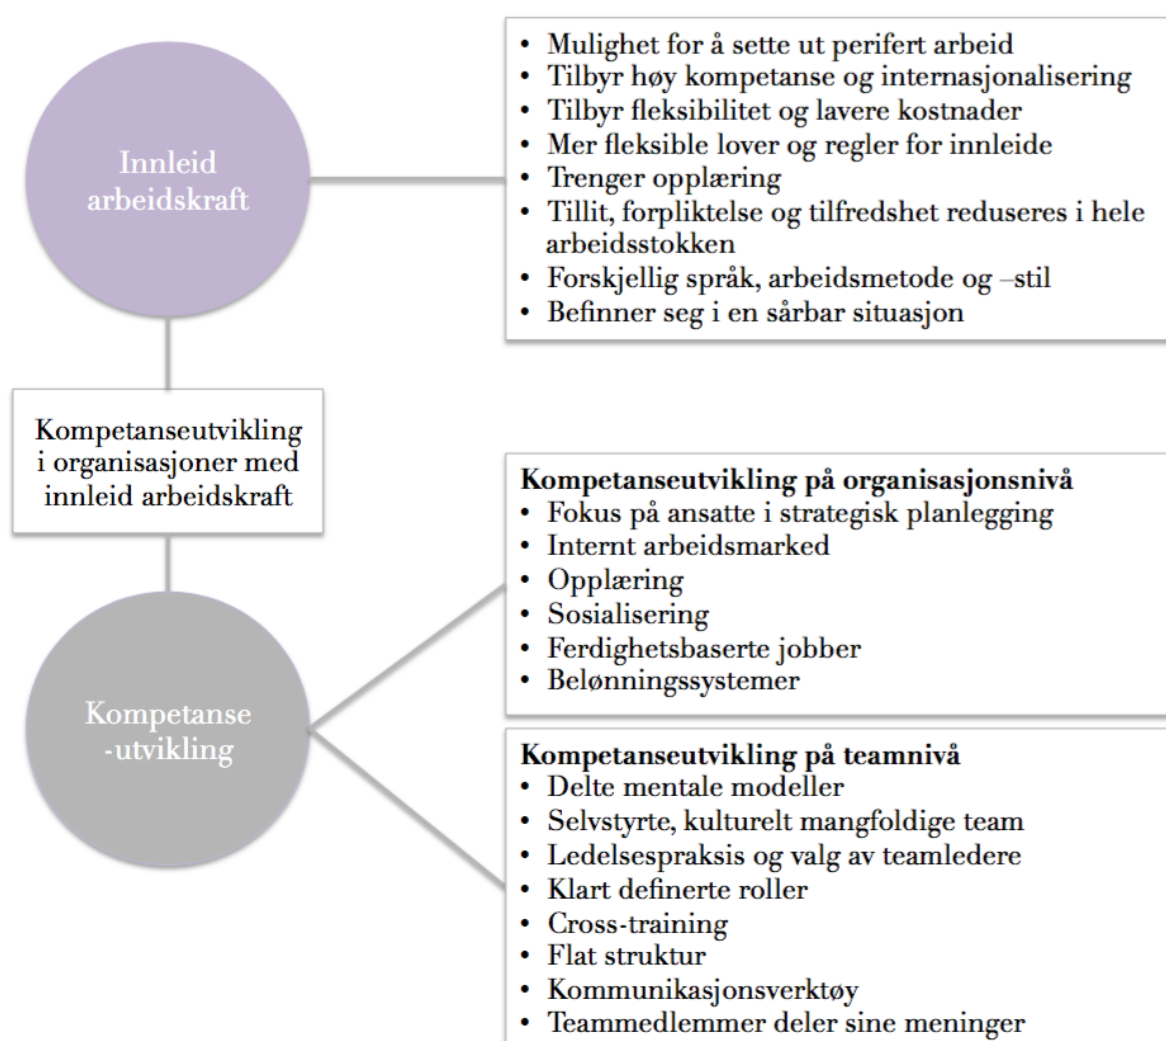 Innleid
arbeidskraft
• Mulighet for å sette ut perifert arbeid
• Tilbyr høy kompetanse og internasjonalisering
• Tilbyr fleksibilitet og lavere kostnader
• Mer fleksible lover og regler for innleide
• Trenger opplæring
• Tillit, forpliktelse og tilfredshet reduseres i hele
arbeidsstokken
• Forskjellig språk, arbeidsmetode og –stil
• Befinner seg i en sårbar situasjon
Kompetanseutvikling
i organisasjoner med
innleid arbeidskraft
Kompetanse
-utvikling
Kompetanseutvikling på organisasjonsnivå
• Fokus på ansatte i strategisk planlegging
• Internt arbeidsmarked
• Opplæring
• Sosialisering
• Ferdighetsbaserte jobber
• Belønningssystemer
Kompetanseutvikling på teamnivå
• Delte mentale modeller
• Selvstyrte, kulturelt mangfoldige team
• Ledelsespraksis og valg av teamledere
• Klart definerte roller
• Cross-training
• Flat struktur
• Kommunikasjonsverktøy
• Teammedlemmer deler sine meninger